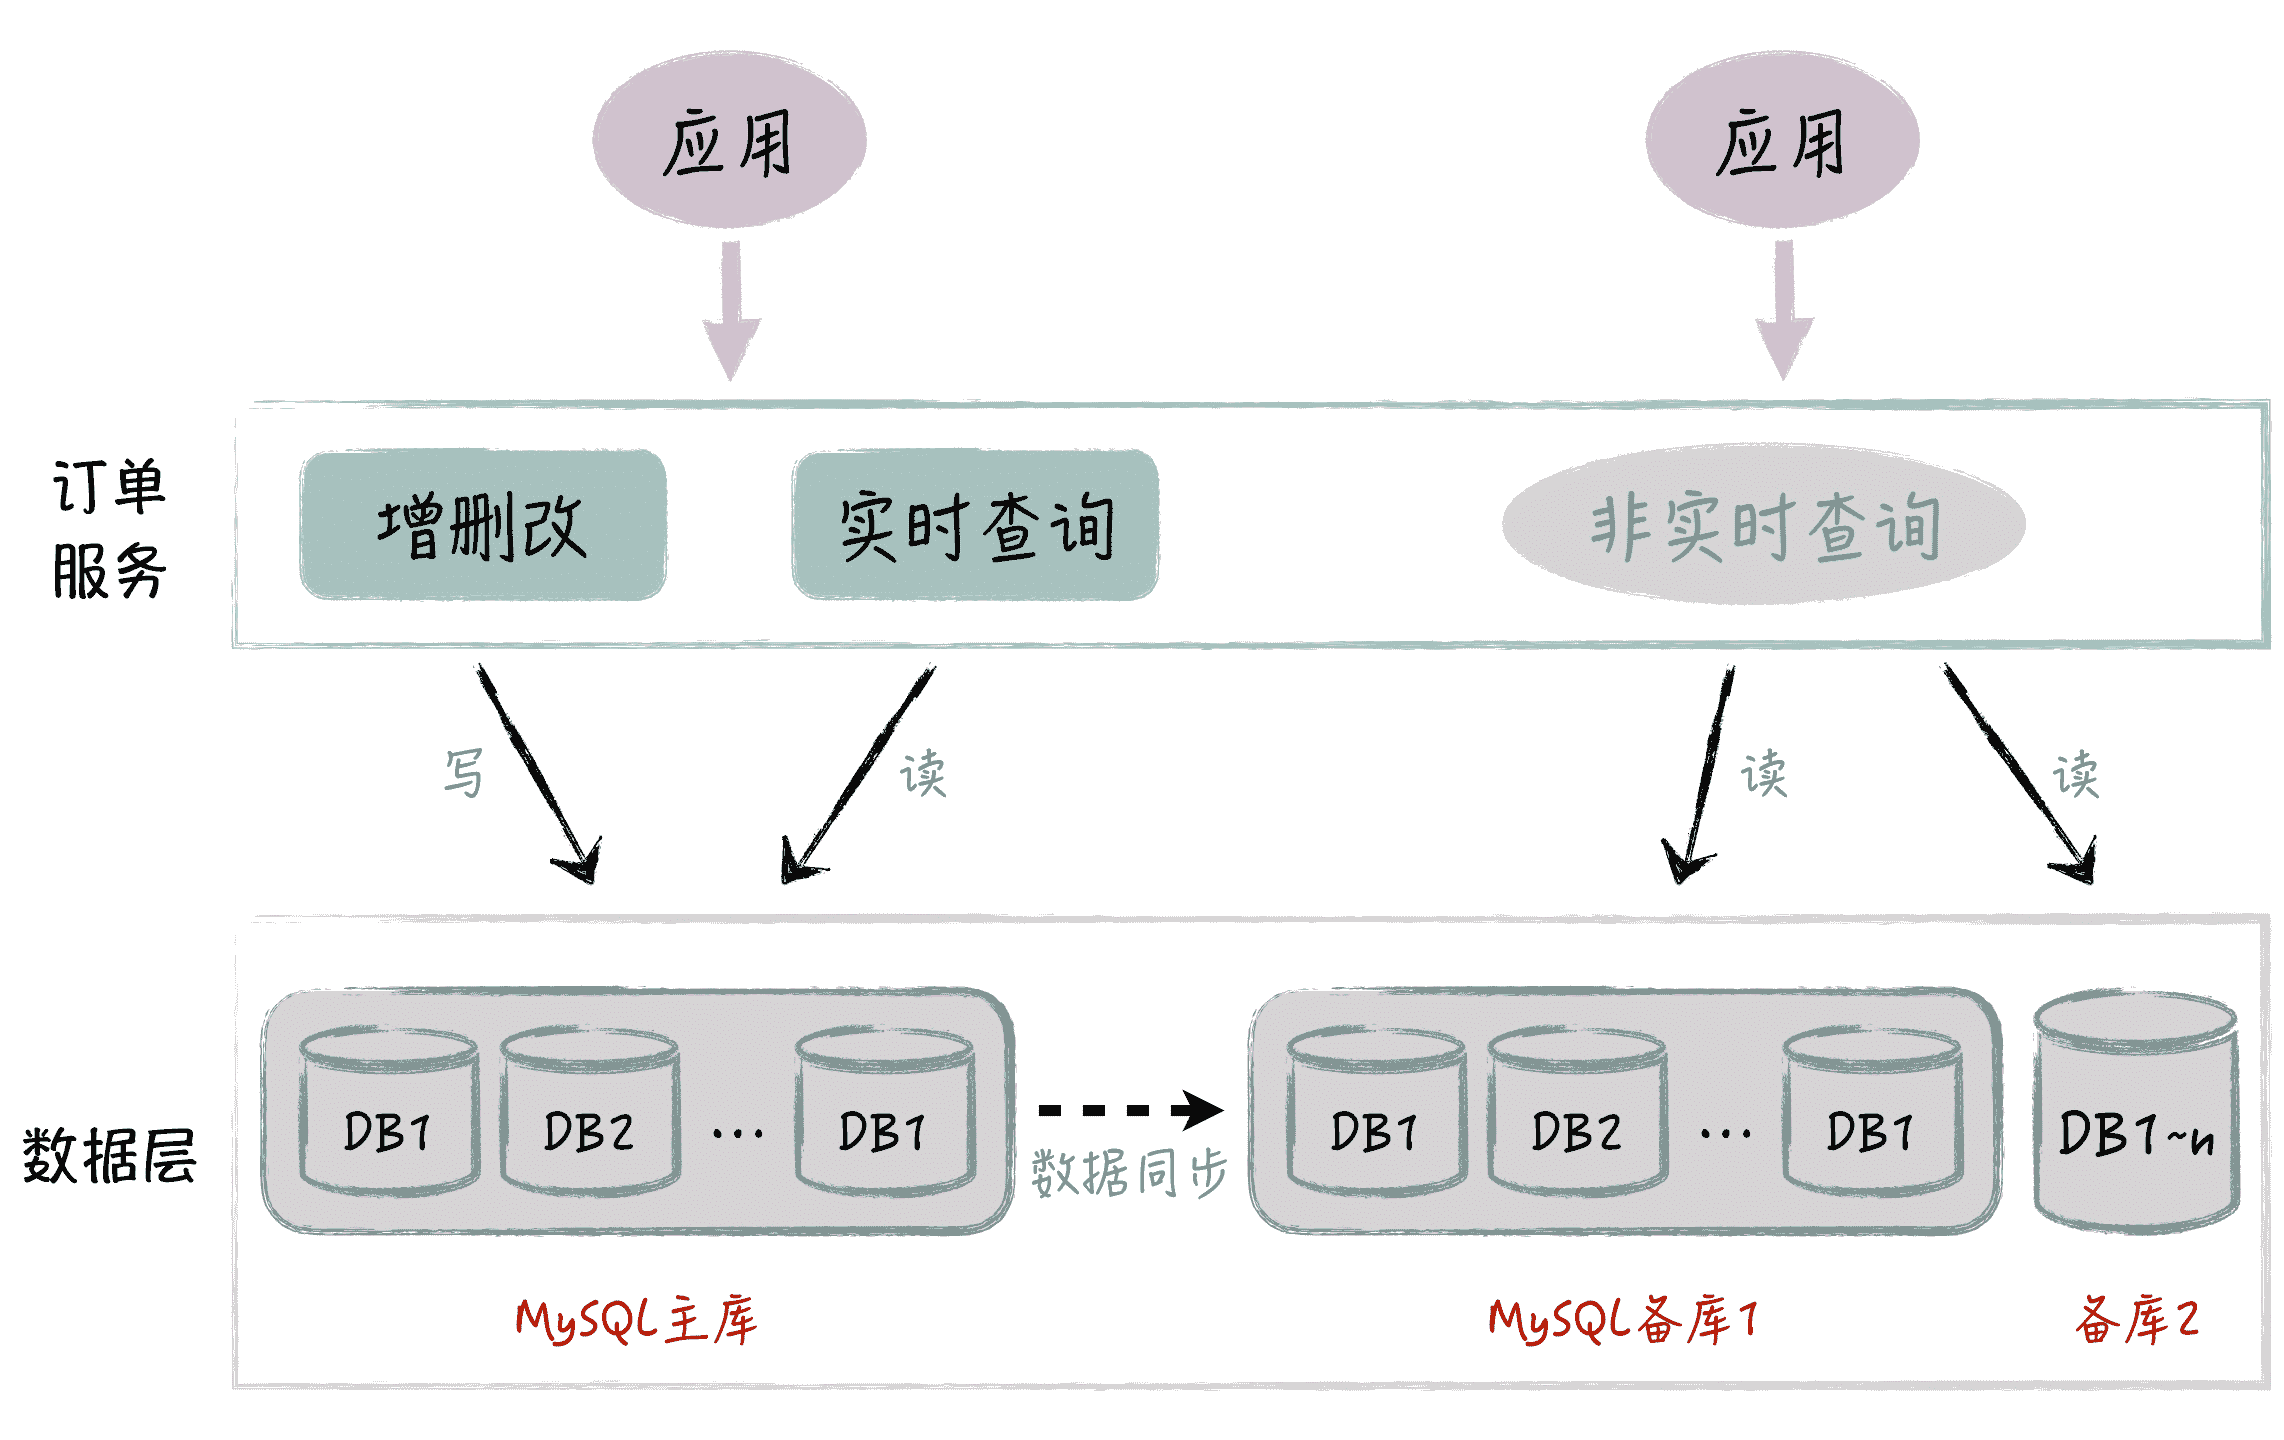 应用
应用
订单
服务
增删改
实时查询
非实时查询
写
读
读
读
数据层
DB1
DB2
...
DB1
数据同步
DB1
DB2
...
DB1
DB1~n
MySQL主库
MySQL备库1
备库2